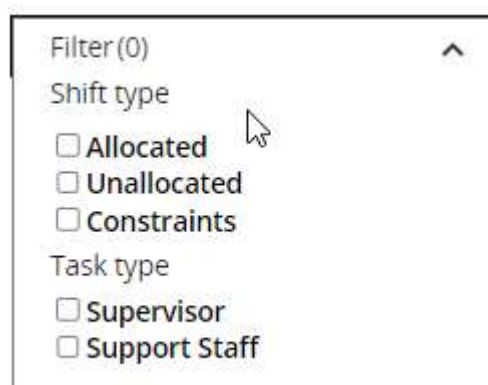 Filter (0)
Shift type
Allocated
Unallocated
Constraints
Task type
Supervisor
Support Staff